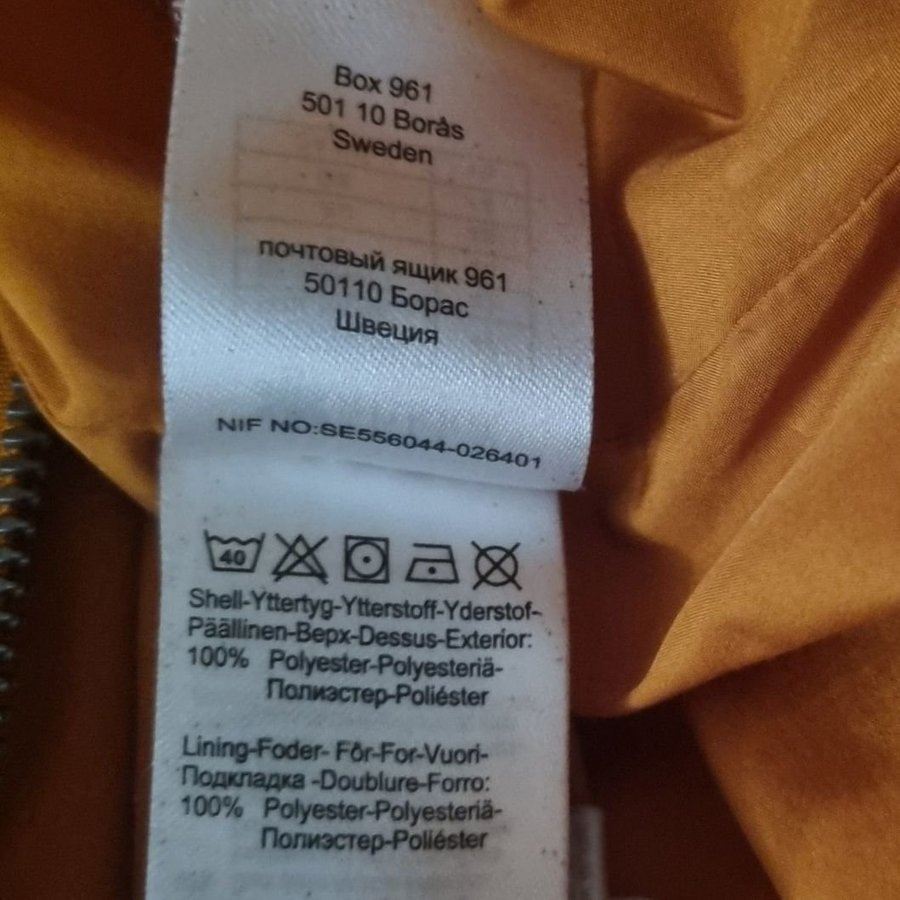 Box 961
501 10 Borås
Sweden
почтовый ящик 961
50110 Борас
Швеция
NIF NO:SE556044-026401
40
Shell-Yttertyg-Ytterstoff-Yderstof-
Päällinen-Верх-Dessus-Exterior:
100% Polyester-Polyesteriä-
Полиэстер-Poliéster
Lining-Foder- Fôr-For-Vuori-
Подкладка -Doublure-Forro:
100% Polyester-Polyesteriä-
Полиэстер-Poliéster